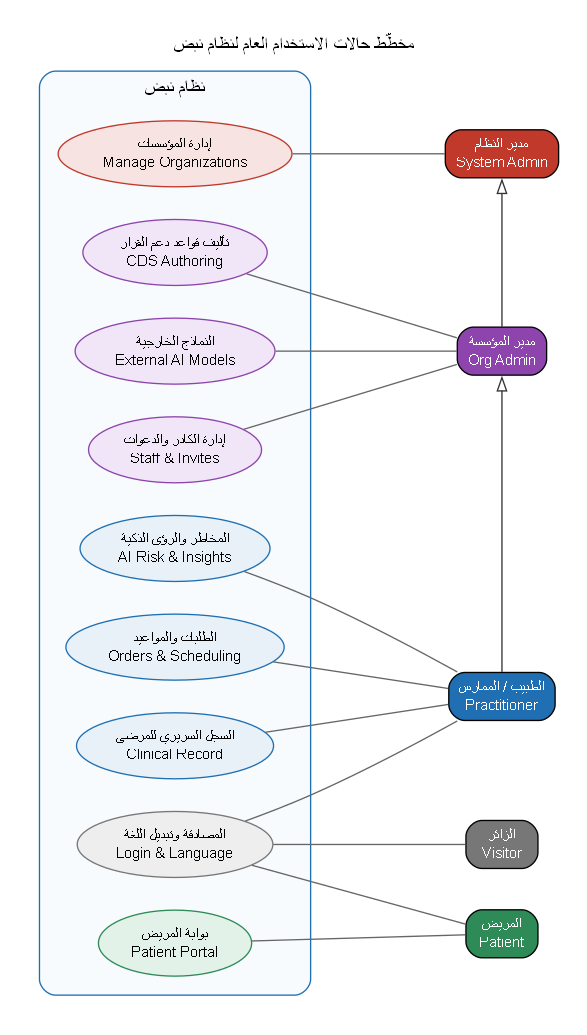 مخطّط حالات الاستخدام العام لنظام نبض
نظام نبض
إدارة المؤسسات
Manage Organizations
مدير النظام
System Admin
تأليف قواعد دعم القرار
CDS Authoring
النماذج الخارجية
External AI Models
مدير المؤسسة
Org Admin
إدارة الكادر والدعوات
Staff & Invites
المخاطر والرؤى الذكية
AI Risk & Insights
الطلبات والمواعيد
Orders & Scheduling
الطبيب / الممارس
Practitioner
السجل السريري للمرضى
Clinical Record
المصادقة وتبديل اللغة
Login & Language
الزائر
Visitor
بوابة المريض
Patient Portal
المريض
Patient